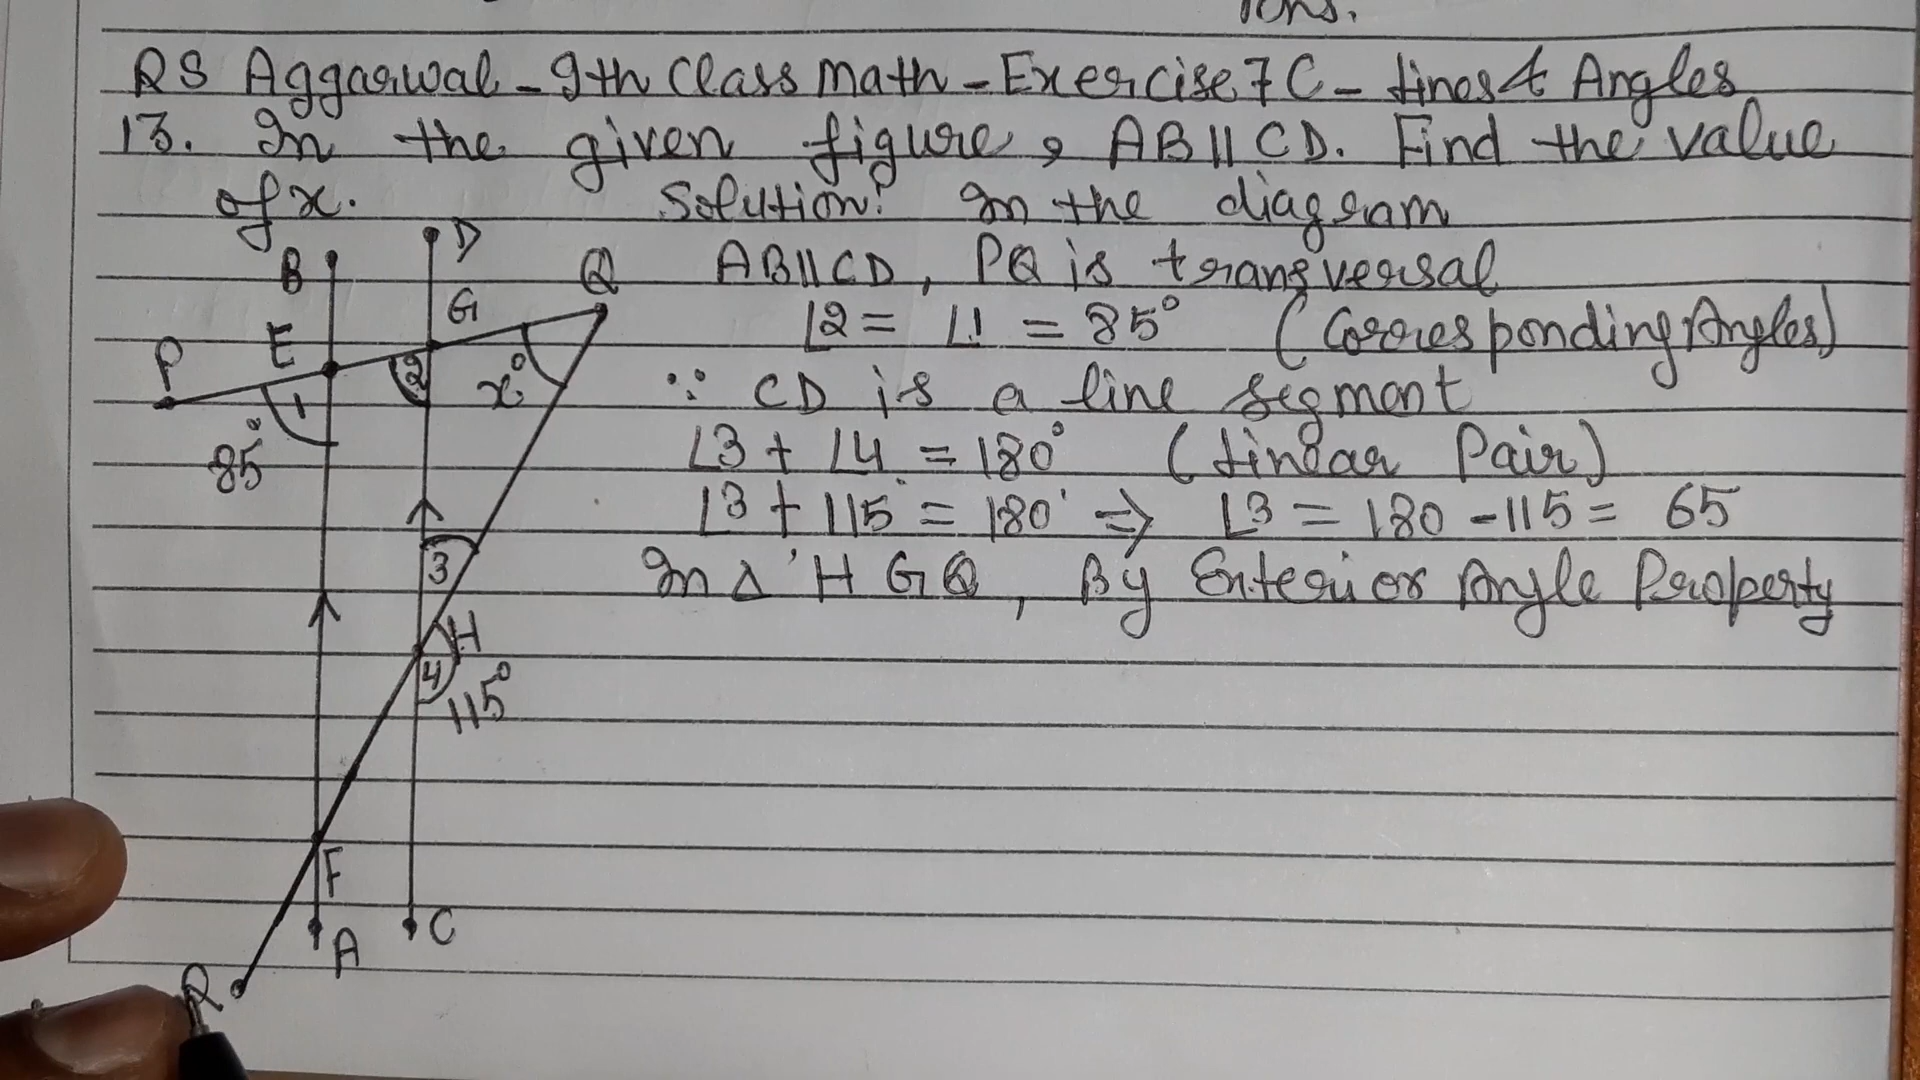 ions.
RS Aggarwal - 9th Class Math - Exercise 7 C - Lines & Angles
13. In the given figure, AB || CD. Find the value
of x.
Solution: In the diagram
AB || CD, PQ is transversal
∠2 = ∠1 = 85° (Corresponding Angles)
∵ CD is a line segment
∠3 + ∠4 = 180° (Linear Pair)
∠3 + 115° = 180° ⇒ ∠3 = 180 - 115 = 65
In Δ HGQ, By Exterior Angle Property
D
B
Q
G
E
P
2
x°
1
85°
3
H
4
115°
F
A
C
R